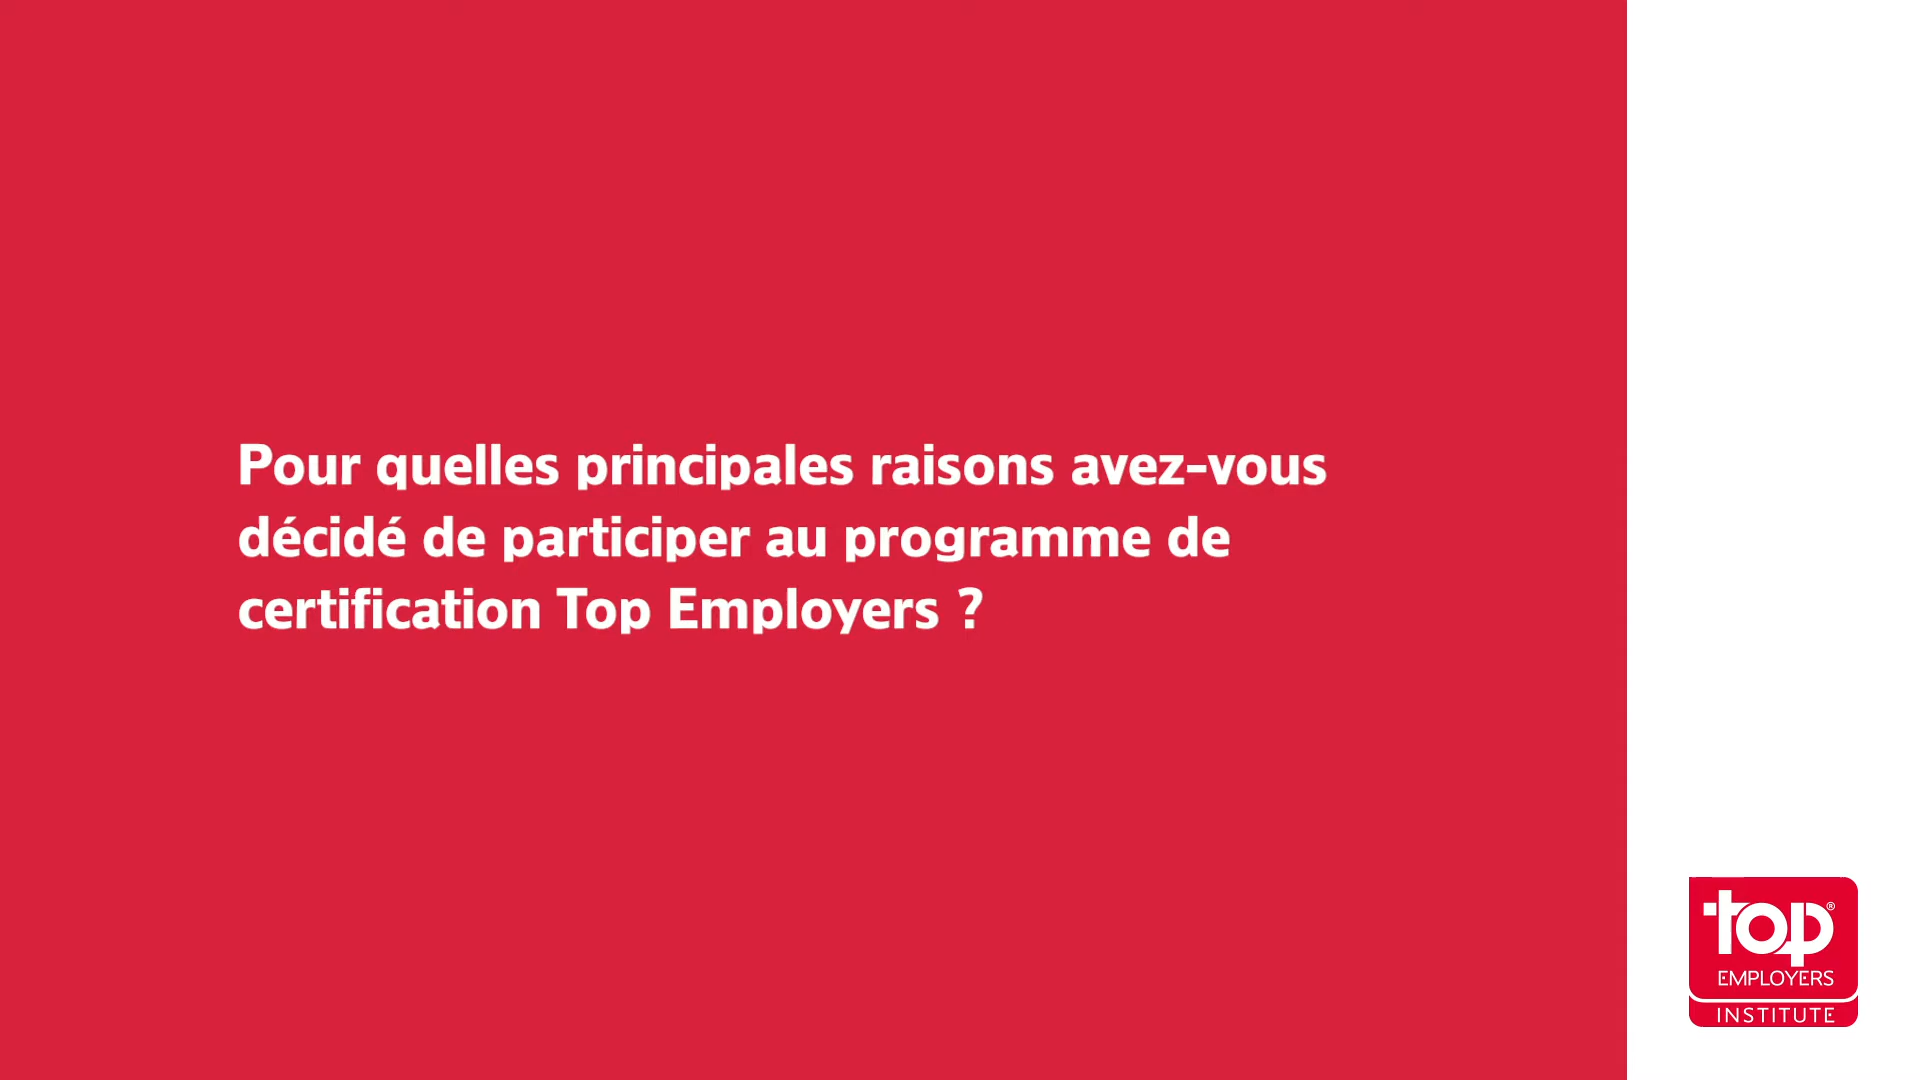 Pour quelles principales raisons avez-vous
décidé de participer au programme de
certification Top Employers ?
top®
EMPLOYERS
INSTITUTE